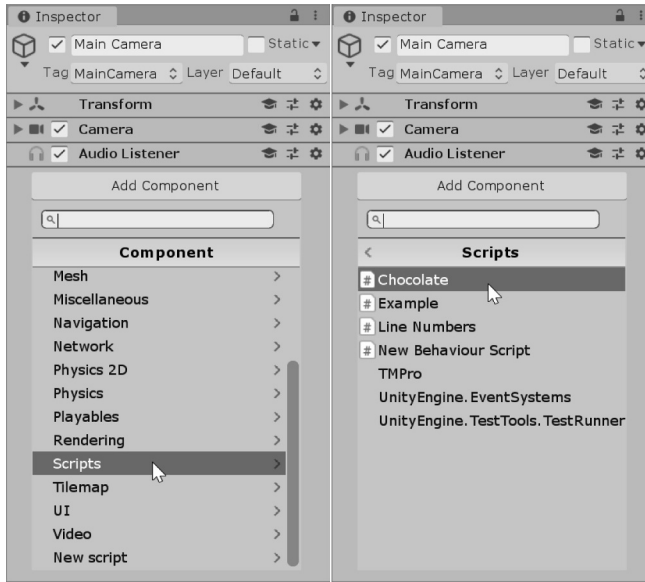 Inspector
Main Camera Static
Tag MainCamera Layer Default
Transform
Camera
Audio Listener
Add Component
Component
Mesh
Miscellaneous
Navigation
Network
Physics 2D
Physics
Playables
Rendering
Scripts
Tilemap
UI
Video
New script
Inspector
Main Camera Static
Tag MainCamera Layer Default
Transform
Camera
Audio Listener
Add Component
Scripts
# Chocolate
# Example
# Line Numbers
# New Behaviour Script
TMPro
UnityEngine.EventSystems
UnityEngine.TestTools.TestRunner